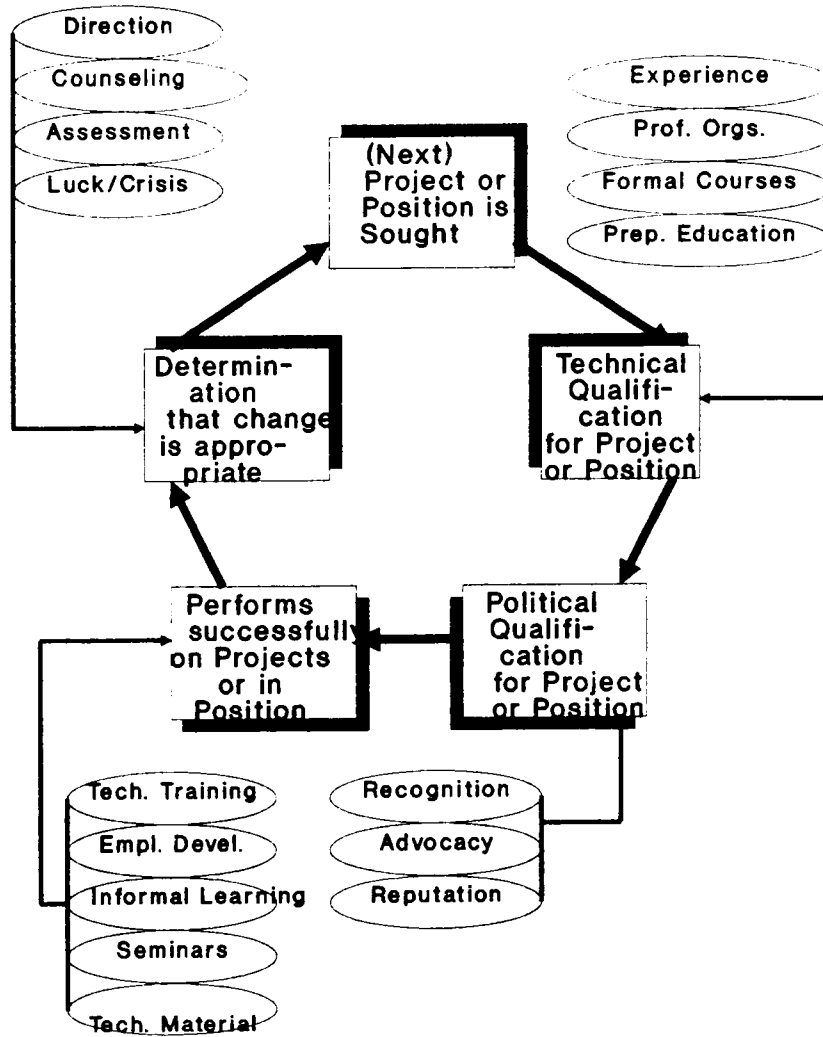 Direction
Counseling
Assessment
Luck/Crisis
Experience
Prof. Orgs.
Formal Courses
Prep. Education
(Next)
Project or
Position is
Sought
Determin-
ation
that change
is appro-
priate
Technical
Qualifi-
cation
for Project
or Position
Performs
successfully
on Projects
or in
Position
Political
Qualifi-
cation
for Project
or Position
Tech. Training
Empl. Devel.
Informal Learning
Seminars
Tech. Material
Recognition
Advocacy
Reputation